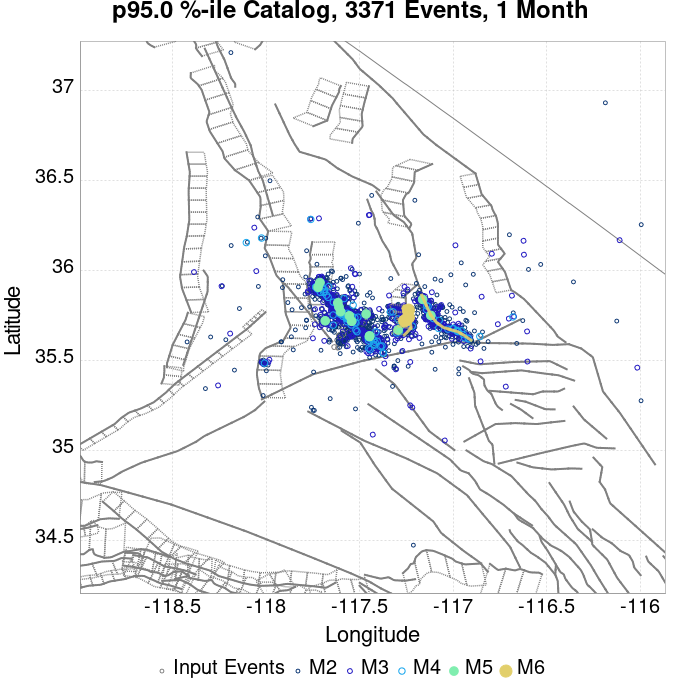 p95.0 %-ile Catalog, 3371 Events, 1 Month
37
36.5
36
35.5
35
34.5
Latitude
-118.5 -118 -117.5 -117 -116.5 -116
Longitude
Input Events M2 M3 M4 M5 M6